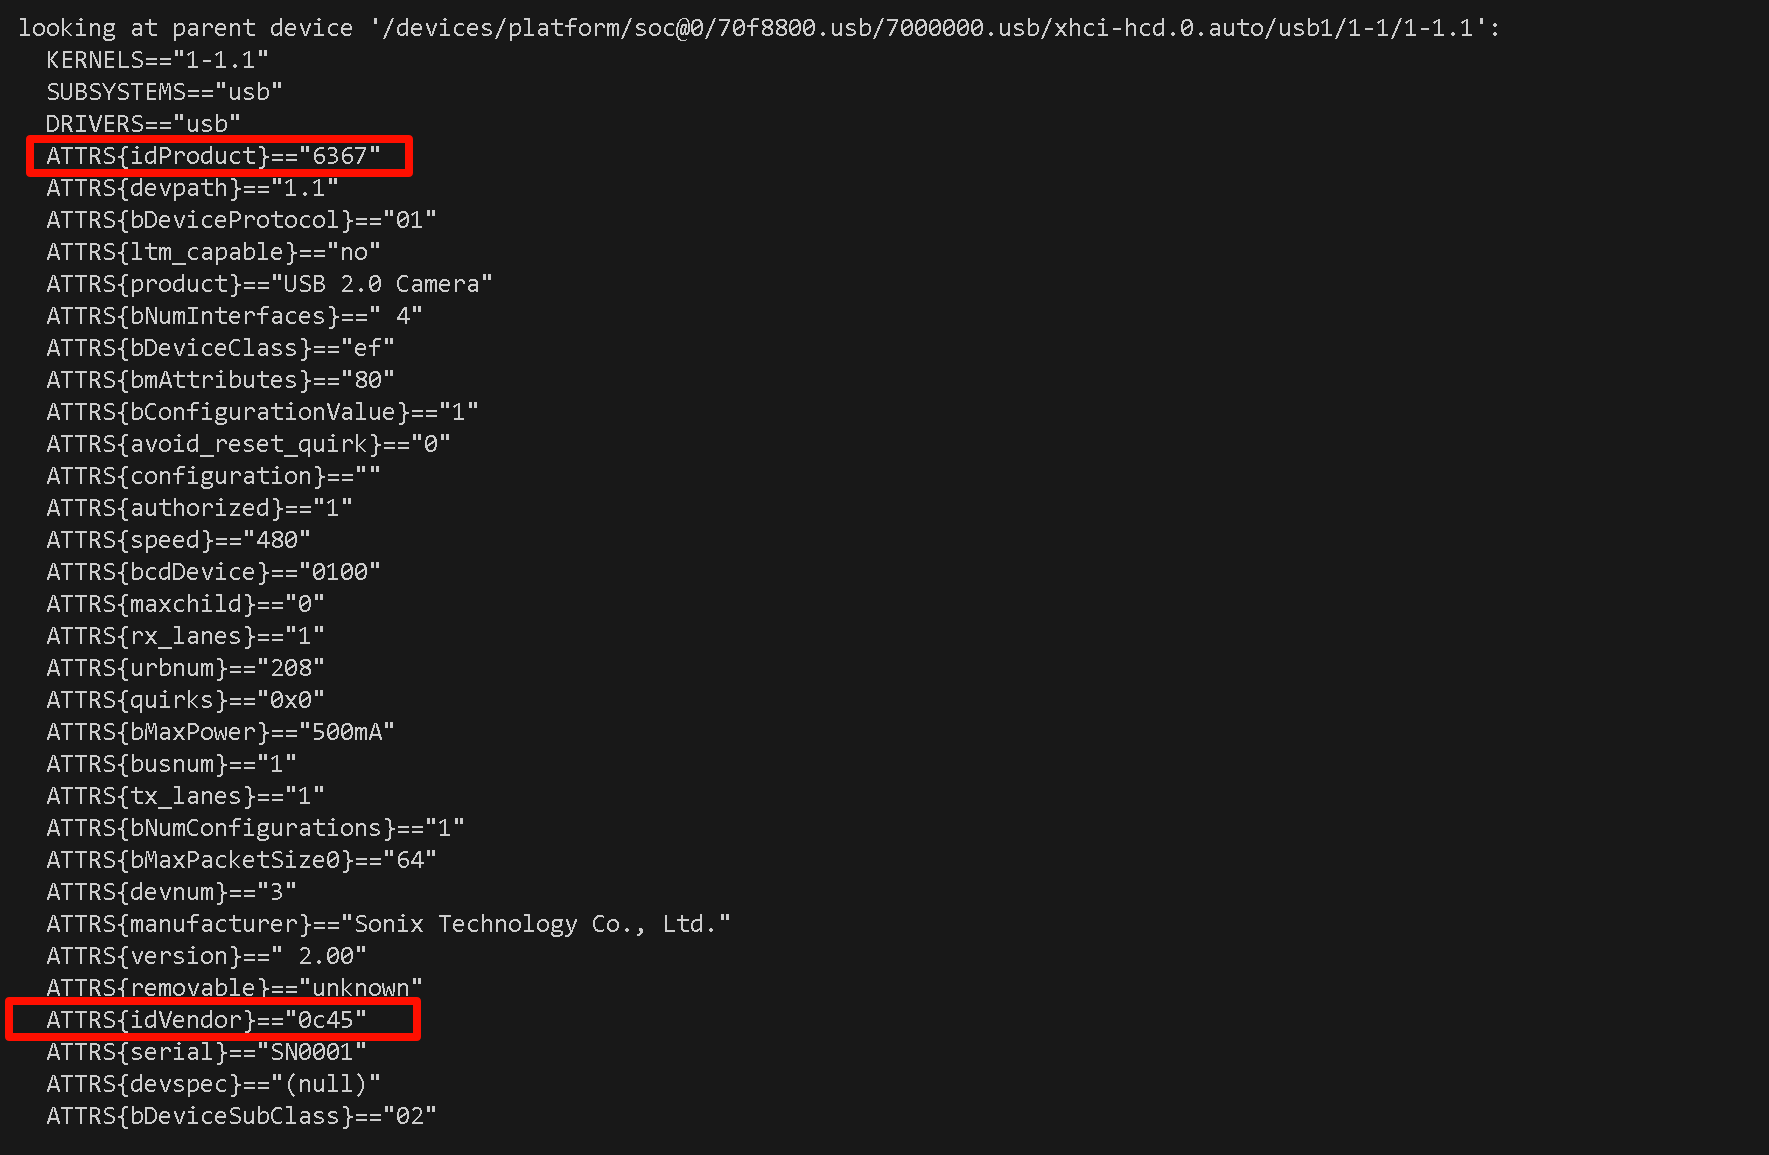 looking at parent device '/devices/platform/soc@0/70f8800.usb/7000000.usb/xhci-hcd.0.auto/usb1/1-1/1-1.1':
KERNELS=="1-1.1"
SUBSYSTEMS=="usb"
DRIVERS=="usb"
ATTRS{idProduct}=="6367"
ATTRS{devpath}=="1.1"
ATTRS{bDeviceProtocol}=="01"
ATTRS{ltm_capable}=="no"
ATTRS{product}=="USB 2.0 Camera"
ATTRS{bNumInterfaces}==" 4"
ATTRS{bDeviceClass}=="ef"
ATTRS{bmAttributes}=="80"
ATTRS{bConfigurationValue}=="1"
ATTRS{avoid_reset_quirk}=="0"
ATTRS{configuration}==""
ATTRS{authorized}=="1"
ATTRS{speed}=="480"
ATTRS{bcdDevice}=="0100"
ATTRS{maxchild}=="0"
ATTRS{rx_lanes}=="1"
ATTRS{urbnum}=="208"
ATTRS{quirks}=="0x0"
ATTRS{bMaxPower}=="500mA"
ATTRS{busnum}=="1"
ATTRS{tx_lanes}=="1"
ATTRS{bNumConfigurations}=="1"
ATTRS{bMaxPacketSize0}=="64"
ATTRS{devnum}=="3"
ATTRS{manufacturer}=="Sonix Technology Co., Ltd."
ATTRS{version}==" 2.00"
ATTRS{removable}=="unknown"
ATTRS{idVendor}=="0c45"
ATTRS{serial}=="SN0001"
ATTRS{devspec}=="(null)"
ATTRS{bDeviceSubClass}=="02"